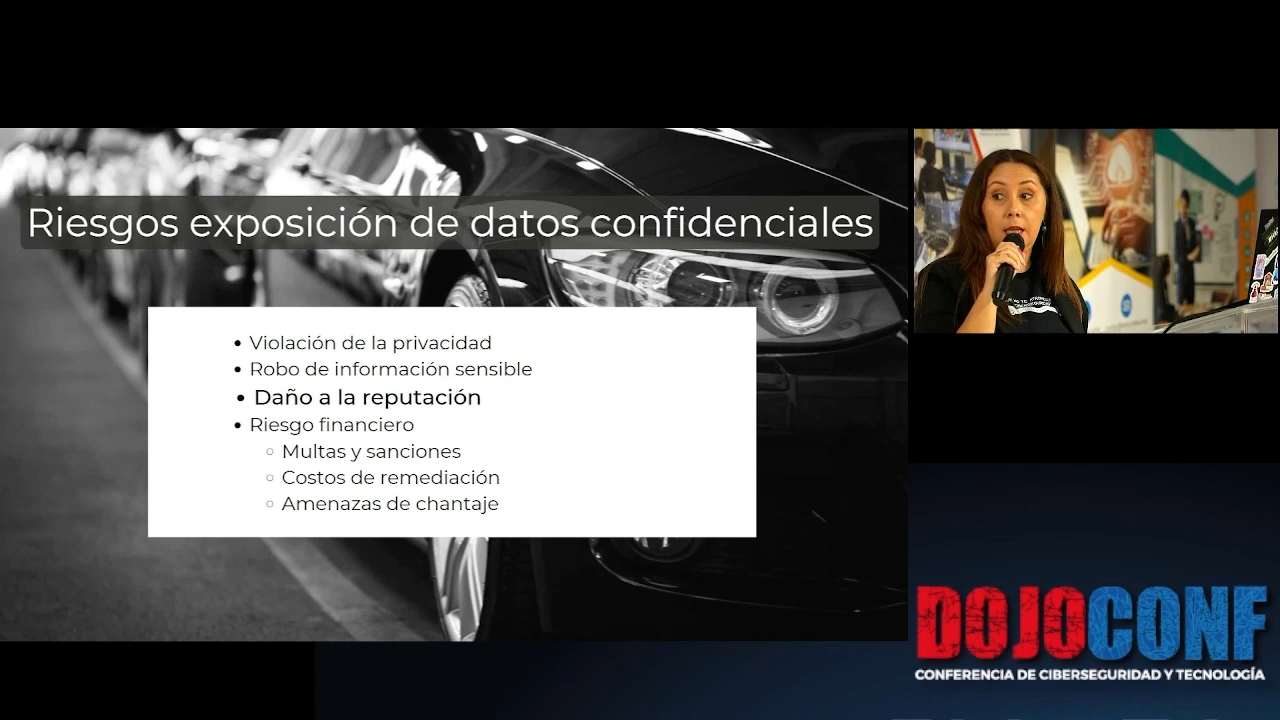 Riesgos exposición de datos confidenciales
• Violación de la privacidad
• Robo de información sensible
• Daño a la reputación
• Riesgo financiero
○ Multas y sanciones
○ Costos de remediación
○ Amenazas de chantaje
DOJOCONF
CONFERENCIA DE CIBERSEGURIDAD Y TECNOLOGÍA